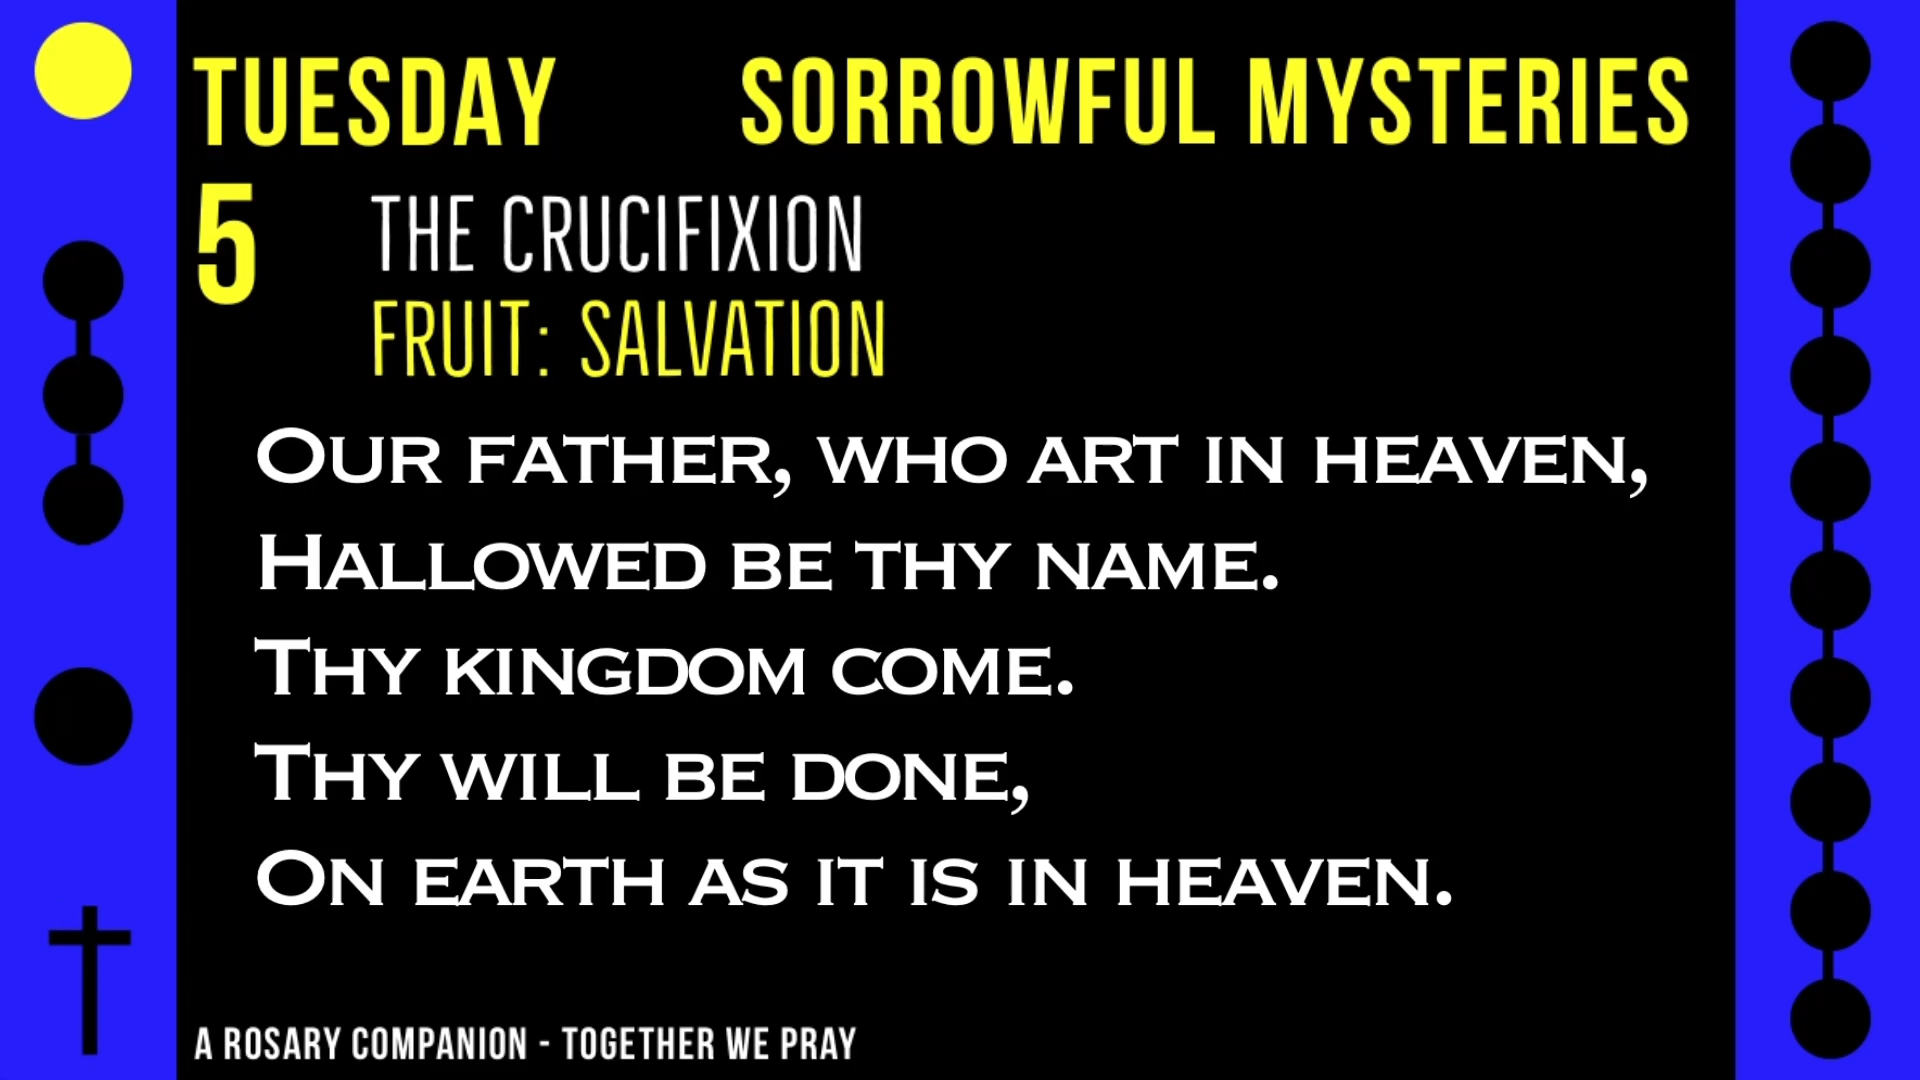 TUESDAY SORROWFUL MYSTERIES
5 THE CRUCIFIXION
FRUIT: SALVATION
OUR FATHER, WHO ART IN HEAVEN,
HALLOWED BE THY NAME.
THY KINGDOM COME.
THY WILL BE DONE,
ON EARTH AS IT IS IN HEAVEN.
A ROSARY COMPANION - TOGETHER WE PRAY